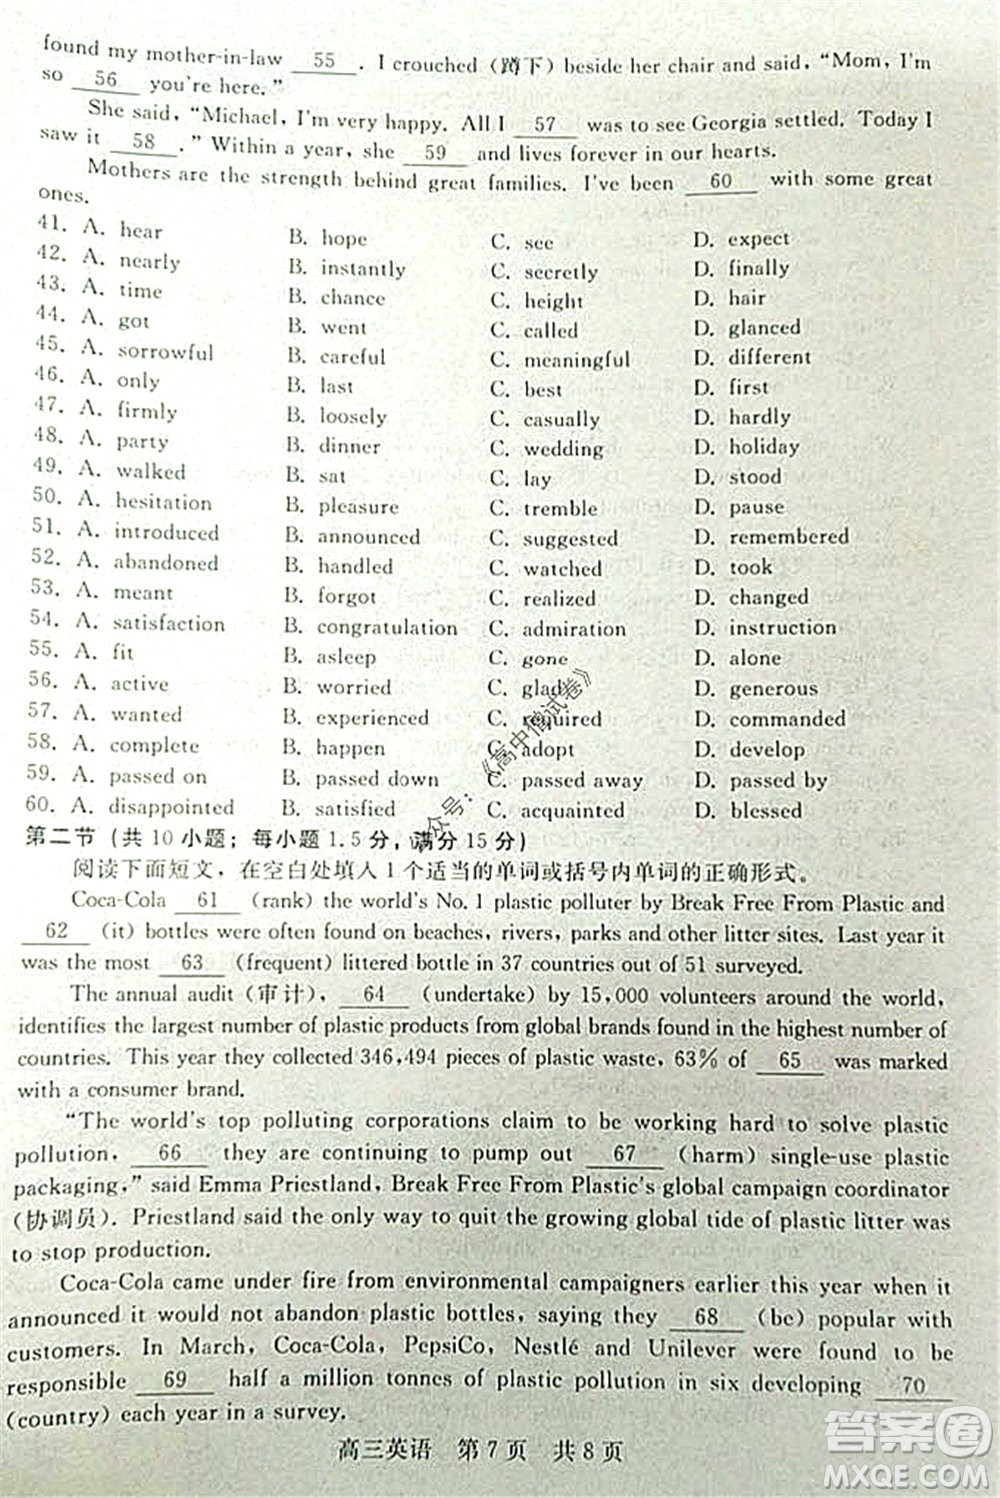 found my mother-in-law 55 . I crouched (蹲下) beside her chair and said, “Mom, I'm
so 56 you're here.”
She said, “Michael, I'm very happy. All I 57 was to see Georgia settled. Today I
saw it 58 .” Within a year, she 59 and lives forever in our hearts.
Mothers are the strength behind great families. I've been 60 with some great
ones.
41. A. hear B. hope C. see D. expect
42. A. nearly B. instantly C. secretly D. finally
43. A. time B. chance C. height D. hair
44. A. got B. went C. called D. glanced
45. A. sorrowful B. careful C. meaningful D. different
46. A. only B. last C. best D. first
47. A. firmly B. loosely C. casually D. hardly
48. A. party B. dinner C. wedding D. holiday
49. A. walked B. sat C. lay D. stood
50. A. hesitation B. pleasure C. tremble D. pause
51. A. introduced B. announced C. suggested D. remembered
52. A. abandoned B. handled C. watched D. took
53. A. meant B. forgot C. realized D. changed
54. A. satisfaction B. congratulation C. admiration D. instruction
55. A. fit B. asleep C. gone D. alone
56. A. active B. worried C. glad D. generous
57. A. wanted B. experienced C. required D. commanded
58. A. complete B. happen C. adopt D. develop
59. A. passed on B. passed down C. passed away D. passed by
60. A. disappointed B. satisfied C. acquainted D. blessed
第二节 (共 10 小题; 每小题 1.5 分, 满分 15 分)
阅读下面短文, 在空白处填入 1 个适当的单词或括号内单词的正确形式。
Coca-Cola 61 (rank) the world's No. 1 plastic polluter by Break Free From Plastic and
62 (it) bottles were often found on beaches, rivers, parks and other litter sites. Last year it
was the most 63 (frequent) littered bottle in 37 countries out of 51 surveyed.
The annual audit (审计), 64 (undertake) by 15,000 volunteers around the world,
identifies the largest number of plastic products from global brands found in the highest number of
countries. This year they collected 346,494 pieces of plastic waste, 63% of 65 was marked
with a consumer brand.
“The world's top polluting corporations claim to be working hard to solve plastic
pollution, 66 they are continuing to pump out 67 (harm) single-use plastic
packaging,” said Emma Priestland, Break Free From Plastic's global campaign coordinator
(协调员). Priestland said the only way to quit the growing global tide of plastic litter was
to stop production.
Coca-Cola came under fire from environmental campaigners earlier this year when it
announced it would not abandon plastic bottles, saying they 68 (be) popular with
customers. In March, Coca-Cola, PepsiCo, Nestlé and Unilever were found to be
responsible 69 half a million tonnes of plastic pollution in six developing 70
(country) each year in a survey.
高三英语 第 7 页 共 8 页
公众号: 《高中僧试卷》
答案圈
MXQE.COM